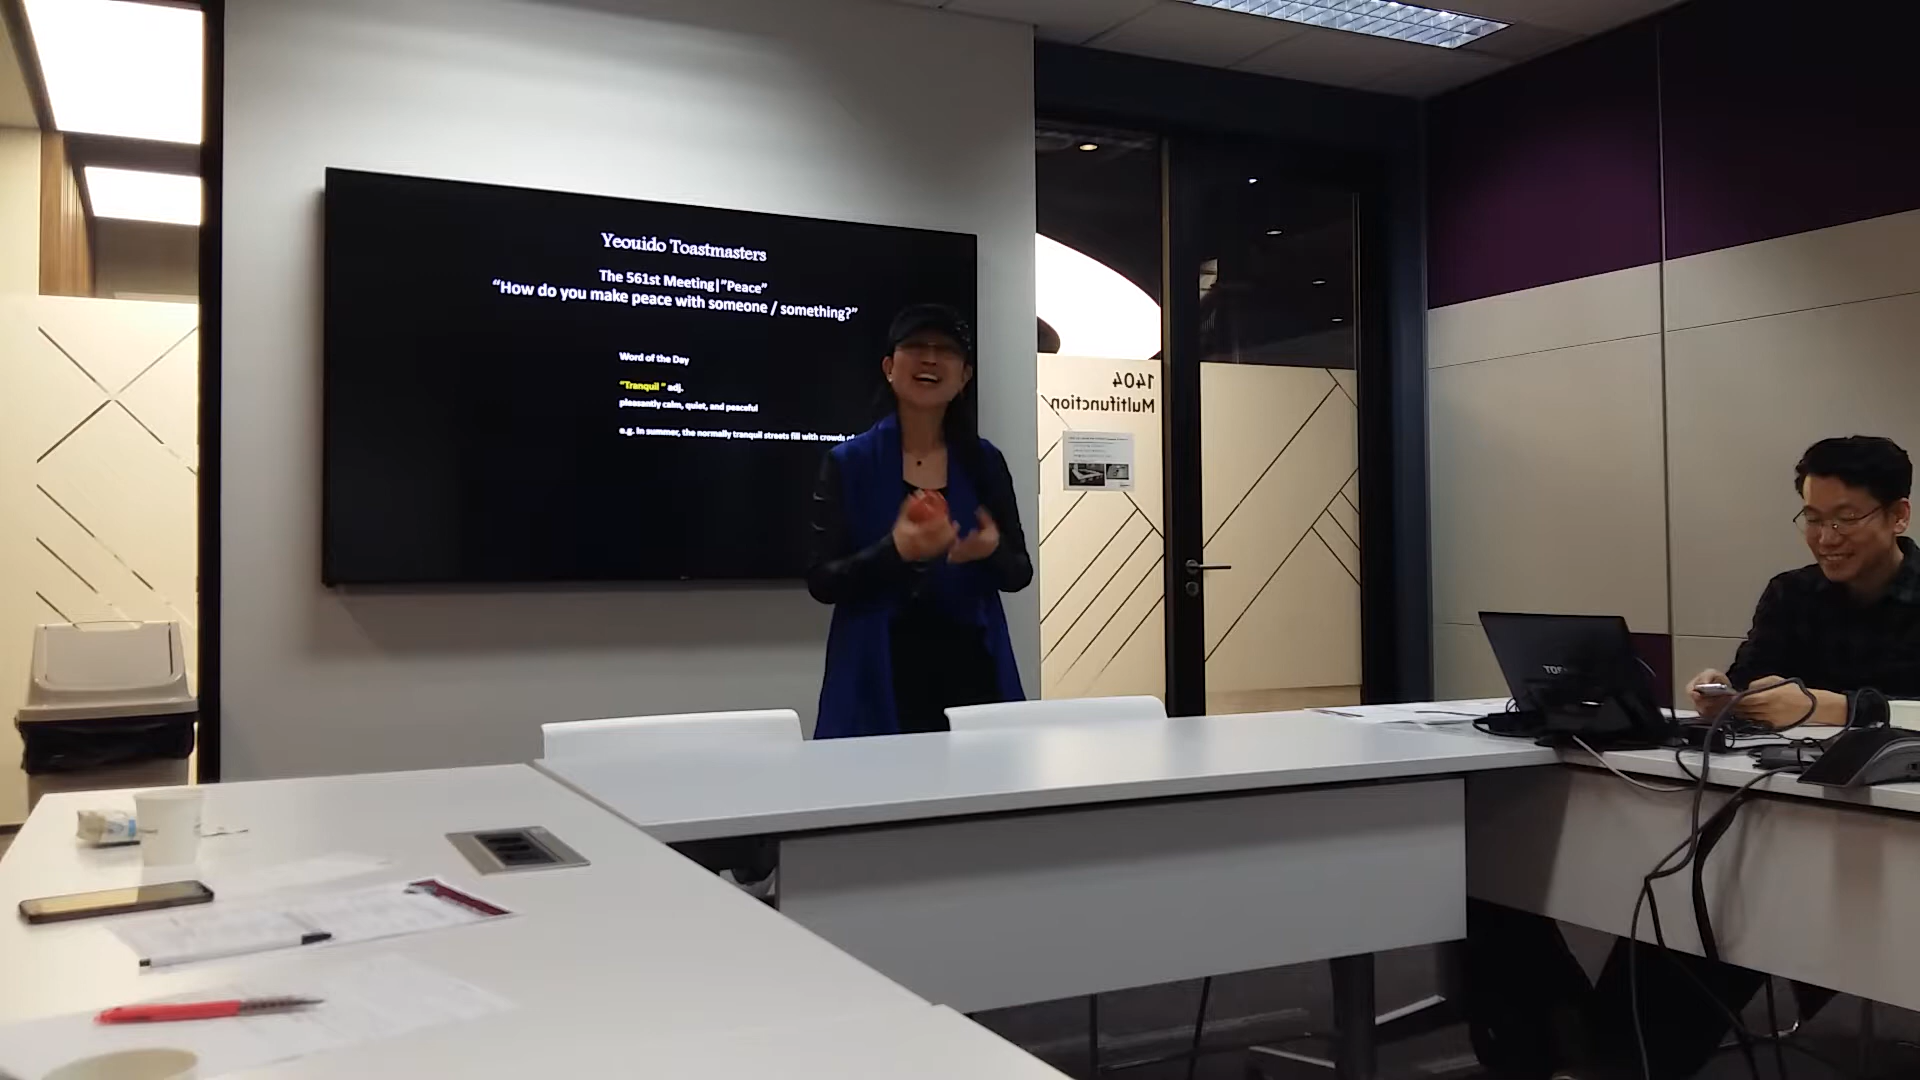 Yeouido Toastmasters
The 561st Meeting|"Peace"
“How do you make peace with someone / something?”
Word of the Day
“Tranquil ” adj.
pleasantly calm, quiet, and peaceful
e.g. In summer, the normally tranquil streets fill with crowds of
1404
Multifunction